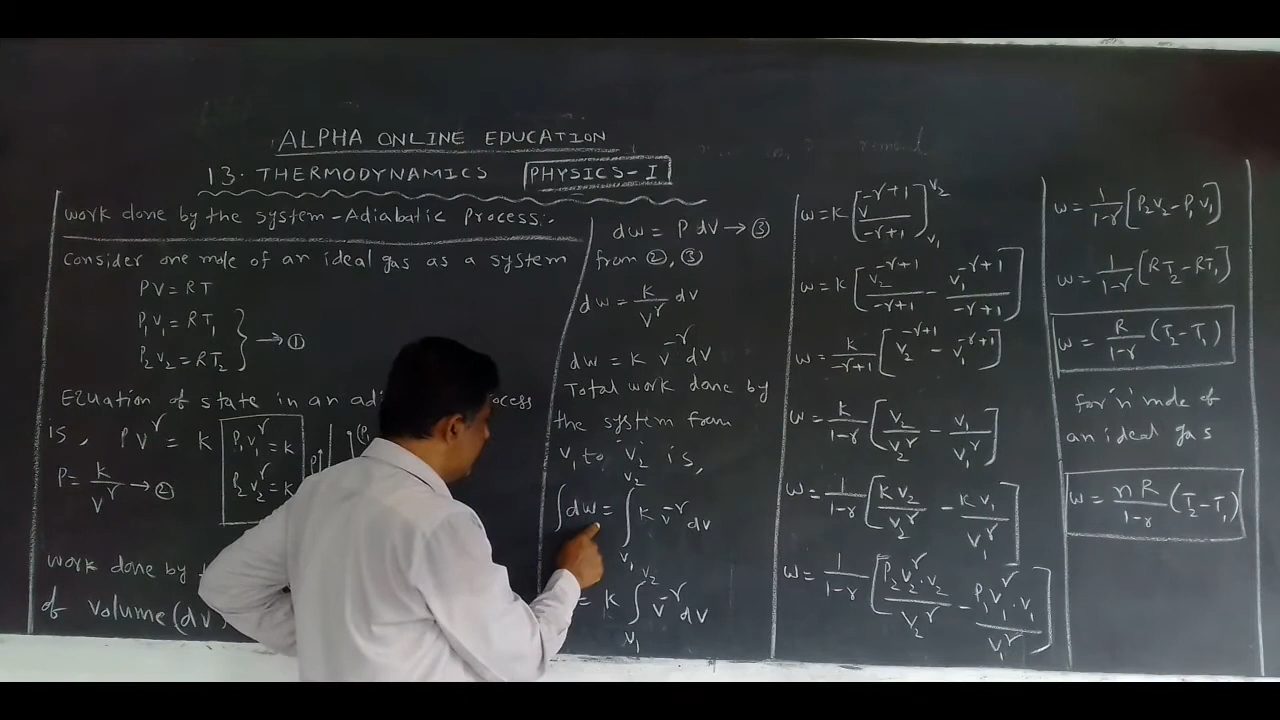 ALPHA ONLINE EDUCATION
13. THERMODYNAMICS PHYSICS-I
work done by the system - Adiabatic Process:.
Consider one mole of an ideal gas as a system
PV = RT
P₁V₁ = RT₁
P₂V₂ = RT₂ } → ①
Equation of state in an
is, PV^γ = K
P₁V₁^γ = K
P = K/V^γ → ②
P₂V₂^γ = K
work done by
of volume (dv
dw = P dv → ③
from ②, ③
dw = K/V^γ dv
dw = K V^-γ dv
Total work done by
the system from
V₁ to V₂ is,
∫dw = ∫_V₁^V₂ K V^-γ dv
= K ∫_V₁^V₂ V^-γ dv
w = K [V^(-γ+1)/(-γ+1)]_V₁^V₂
w = K [V₂^(-γ+1)/(-γ+1) - V₁^(-γ+1)/(-γ+1)]
w = K/(-γ+1) [V₂^(-γ+1) - V₁^(-γ+1)]
w = K/(1-γ) [V₂/V₂^γ - V₁/V₁^γ]
w = 1/(1-γ) [KV₂/V₂^γ - KV₁/V₁^γ]
w = 1/(1-γ) [P₂V₂^γ.V₂/V₂^γ - P₁V₁^γ.V₁/V₁^γ]
w = 1/(1-γ) [P₂V₂ - P₁V₁]
w = 1/(1-γ) [RT₂ - RT₁]
w = R/(1-γ) (T₂ - T₁)
for 'n' mole of
an ideal gas
w = nR/(1-γ) (T₂ - T₁)